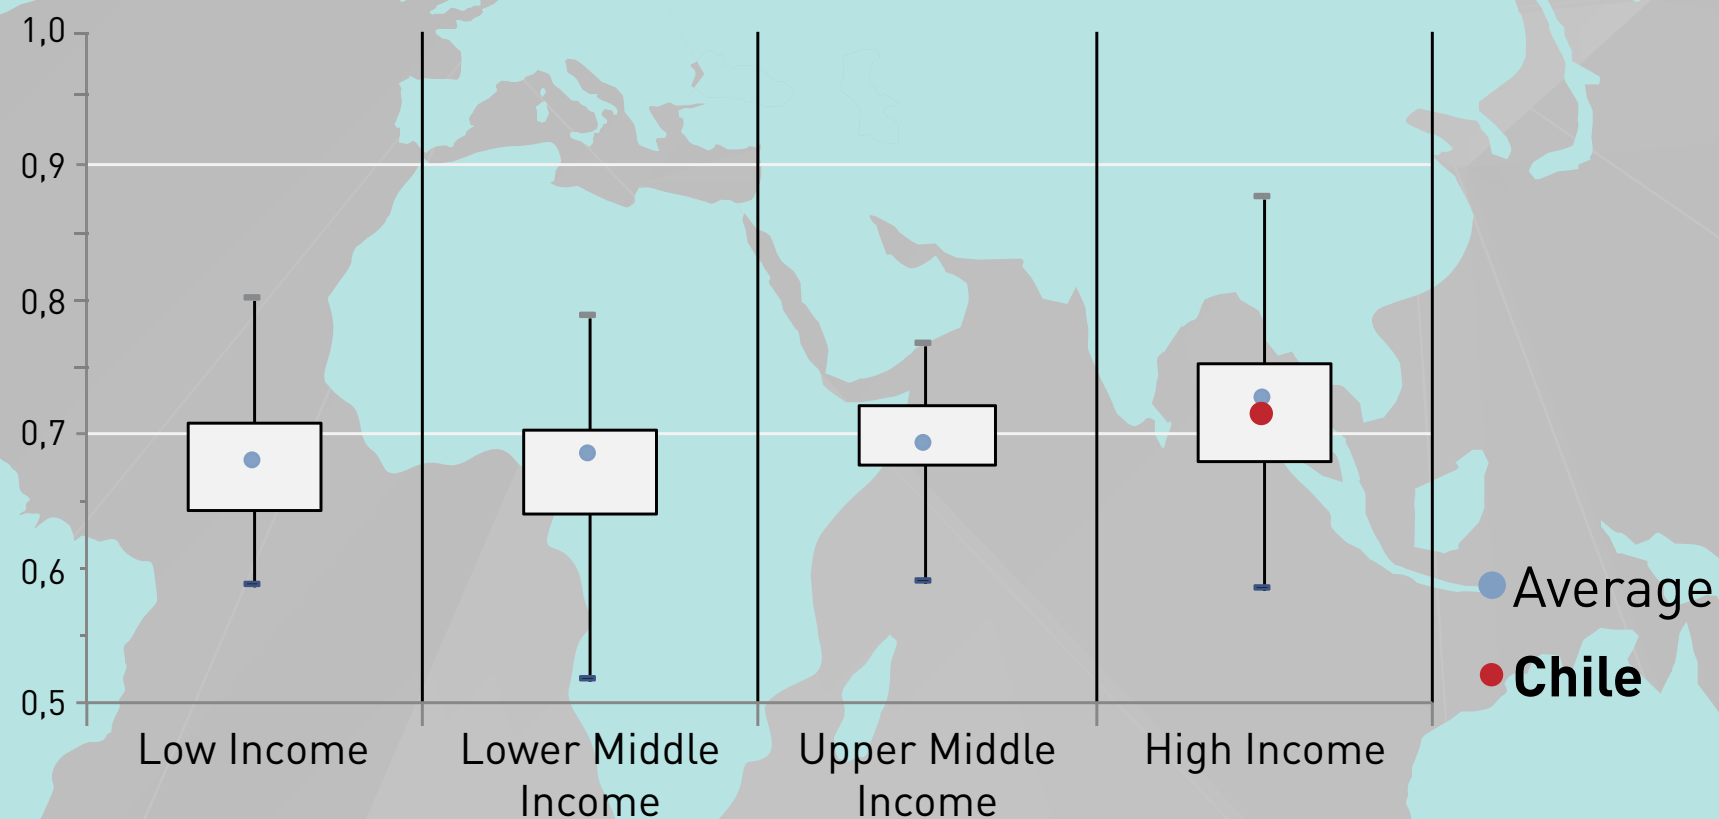 1,0
0,9
0,8
0,7
0,6
0,5
Low Income
Lower Middle
Income
Upper Middle
Income
High Income
Average
Chile